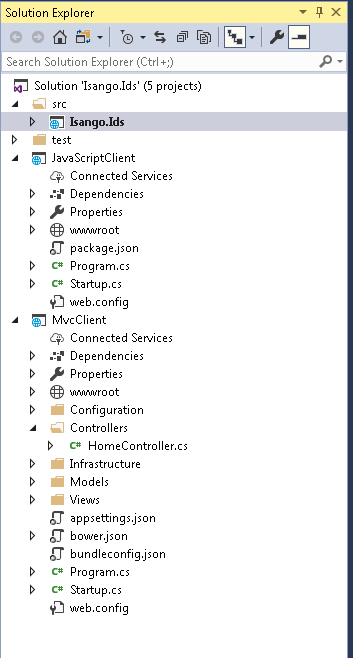 Solution Explorer
Search Solution Explorer (Ctrl+;)
Solution 'Isango.Ids' (5 projects)
src
Isango.Ids
test
JavaScriptClient
Connected Services
Dependencies
Properties
wwwroot
package.json
C# Program.cs
C# Startup.cs
web.config
MvcClient
Connected Services
Dependencies
Properties
wwwroot
Configuration
Controllers
C# HomeController.cs
Infrastructure
Models
Views
appsettings.json
bower.json
bundleconfig.json
C# Program.cs
C# Startup.cs
web.config